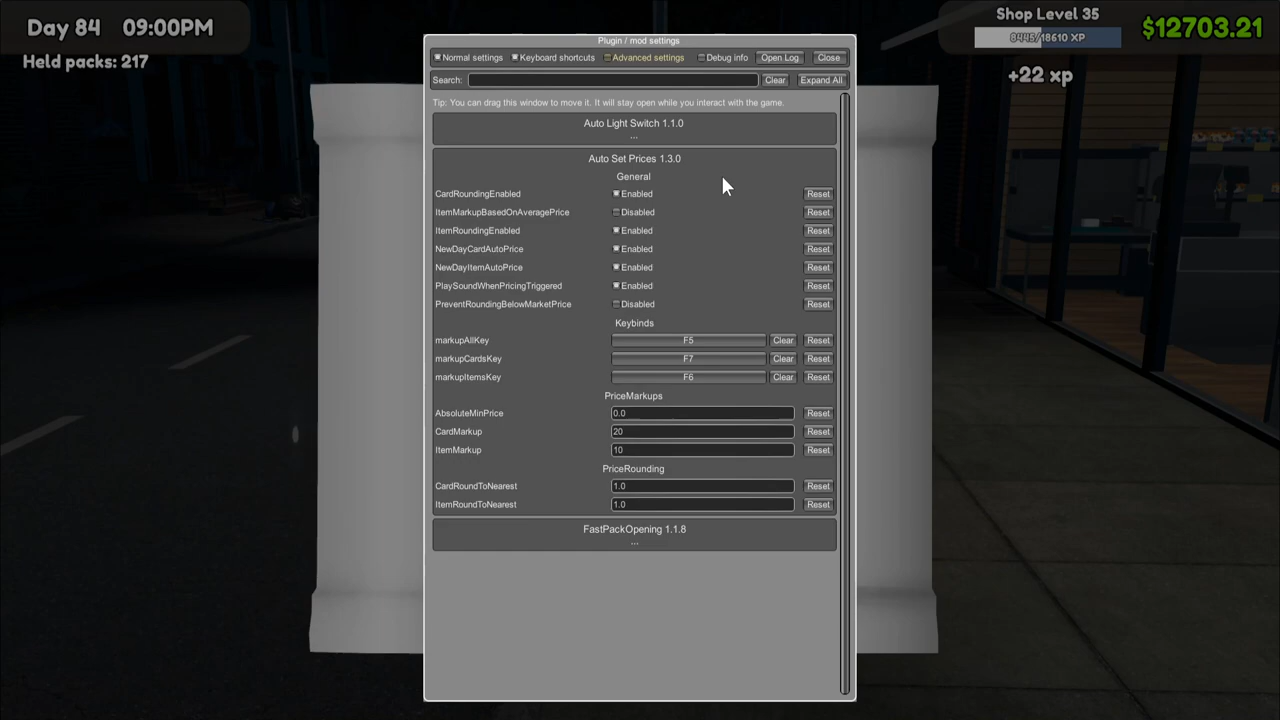 Day 84 09:00PM
Held packs: 217
Shop Level 35
8445/18610 XP
$12703.21
+22 xp
Plugin / mod settings
Normal settings Keyboard shortcuts Advanced settings Debug info Open Log Close
Search: Clear Expand All
Tip: You can drag this window to move it. It will stay open while you interact with the game.
Auto Light Switch 1.1.0
...
Auto Set Prices 1.3.0
General
CardRoundingEnabled Enabled Reset
ItemMarkupBasedOnAveragePrice Disabled Reset
ItemRoundingEnabled Enabled Reset
NewDayCardAutoPrice Enabled Reset
NewDayItemAutoPrice Enabled Reset
PlaySoundWhenPricingTriggered Enabled Reset
PreventRoundingBelowMarketPrice Disabled Reset
Keybinds
markupAllKey F5 Clear Reset
markupCardsKey F7 Clear Reset
markupItemsKey F6 Clear Reset
PriceMarkups
AbsoluteMinPrice 0.0 Reset
CardMarkup 20 Reset
ItemMarkup 10 Reset
PriceRounding
CardRoundToNearest 1.0 Reset
ItemRoundToNearest 1.0 Reset
FastPackOpening 1.1.8
...